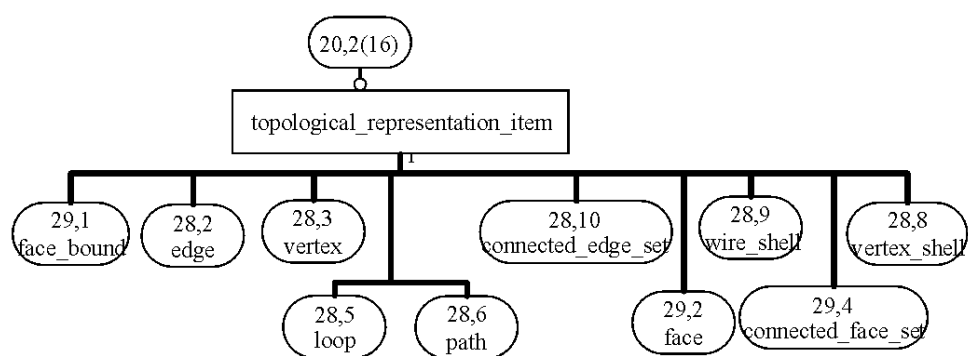 20,2(16)
topological_representation_item
1
29,1
face_bound
28,2
edge
28,3
vertex
28,10
connected_edge_set
28,9
wire_shell
28,8
vertex_shell
28,5
loop
28,6
path
29,2
face
29,4
connected_face_set